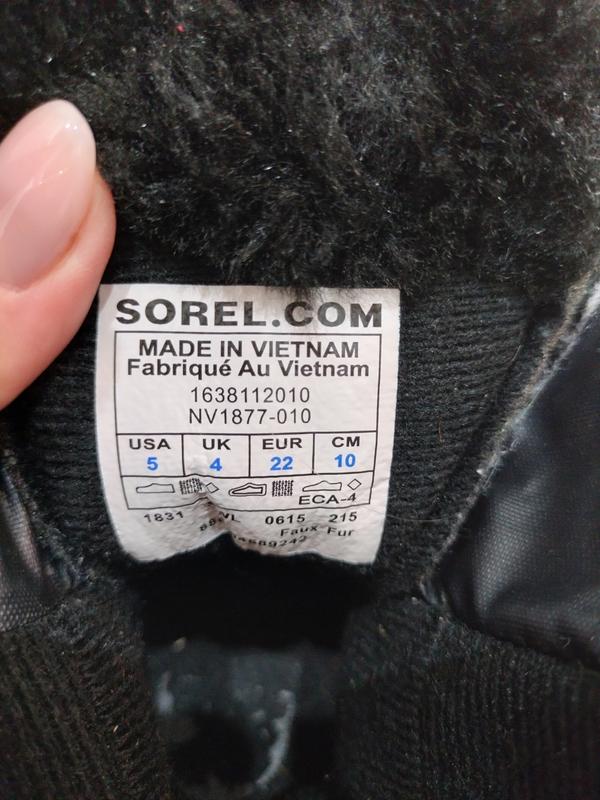 SOREL.COM
MADE IN VIETNAM
Fabriqué Au Vietnam
1638112010
NV1877-010
USA UK EUR CM
5 4 22 10
ECA-4
1831 0615 215
Faux Fur